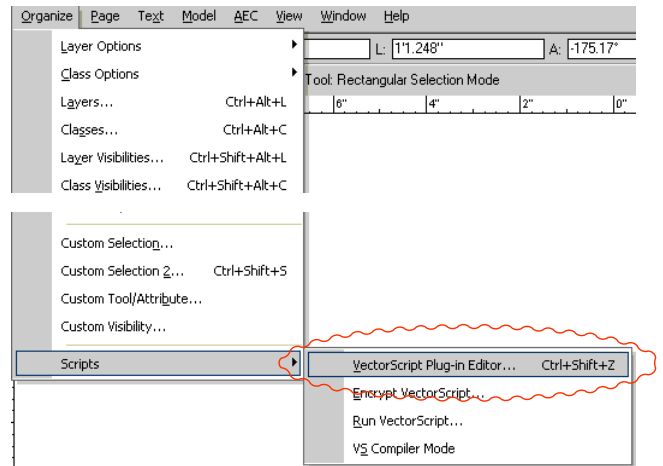 Organize Page Text Model AEC View Window Help
L: 1'1.248" A: -175.17°
Tool: Rectangular Selection Mode
6" 4" 2" 0"
Layer Options
Class Options
Layers... Ctrl+Alt+L
Classes... Ctrl+Alt+C
Layer Visibilities... Ctrl+Shift+Alt+L
Class Visibilities... Ctrl+Shift+Alt+C
Custom Selection...
Custom Selection 2... Ctrl+Shift+S
Custom Tool/Attribute...
Custom Visibility...
Scripts
VectorScript Plug-in Editor... Ctrl+Shift+Z
Encrypt VectorScript...
Run VectorScript...
VS Compiler Mode